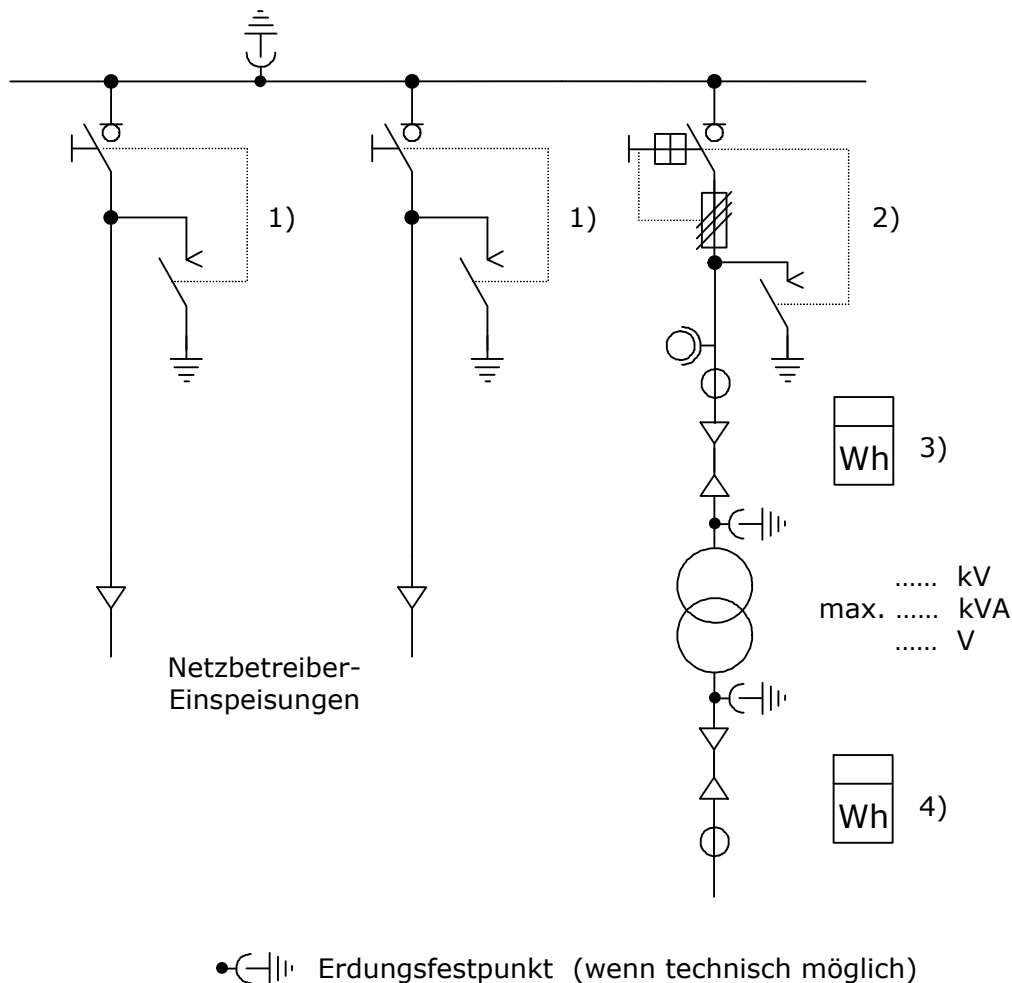 1)
1)
2)
Wh
3)
...... kV
max. ...... kVA
...... V
Netzbetreiber-
Einspeisungen
Wh
4)
Erdungsfestpunkt (wenn technisch möglich)